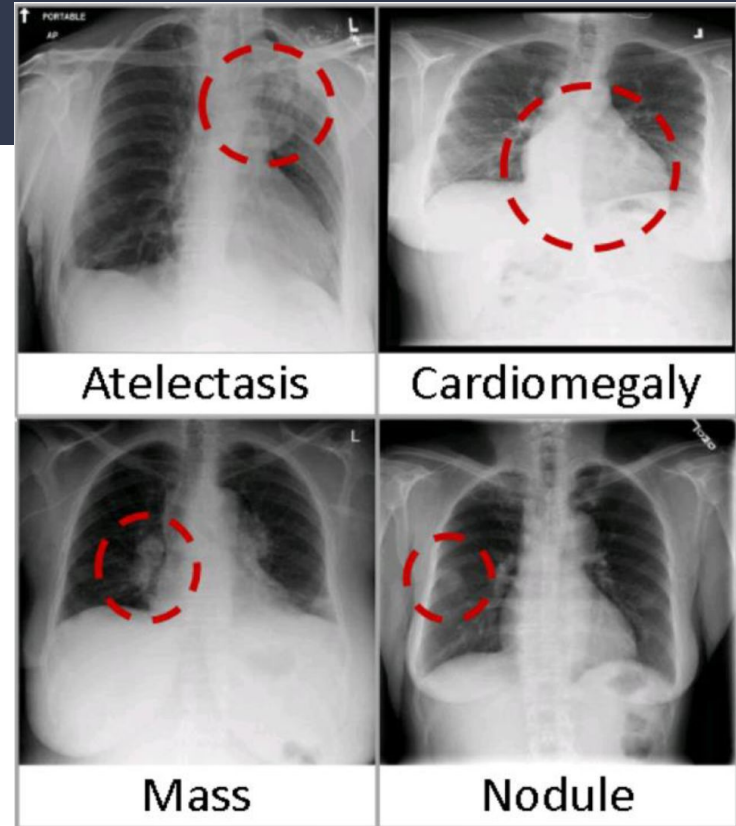 PORTABLE
AP
L
Atelectasis
Cardiomegaly
L
Mass
Nodule